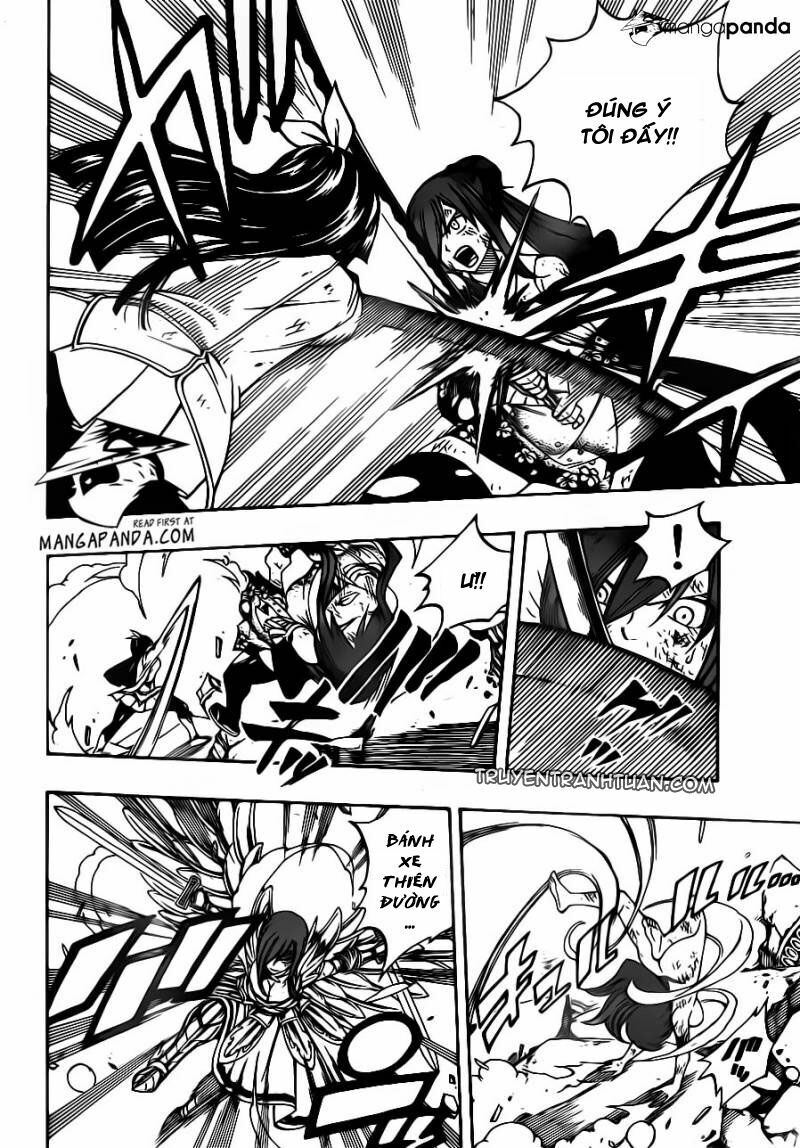 mangapanda
ĐÚNG Ý
TÔI ĐẤY!!
READ FIRST AT
MANGAPANDA.COM
!
Ư!!
TRUYENTRANHTUAN.COM
BÁNH
XE
THIÊN
ĐƯỜNG
...